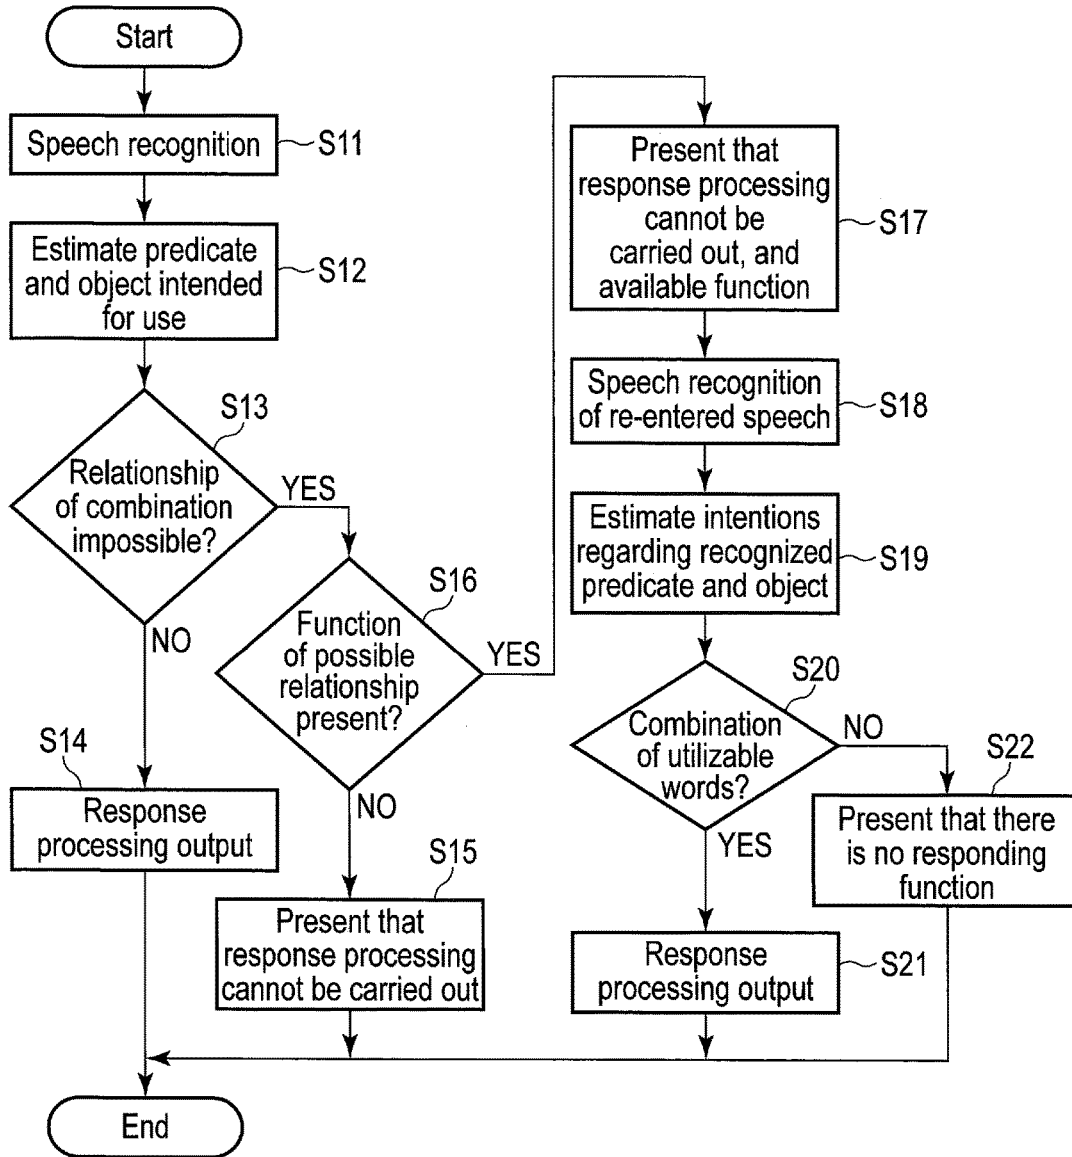 Start
Speech recognition
S11
Estimate predicate
and object intended
for use
S12
S13
Relationship
of combination
impossible?
YES
NO
S14
Response
processing output
S16
Function
of possible
relationship
present?
YES
NO
S15
Present that
response processing
cannot be carried out
Present that
response processing
cannot be
carried out, and
available function
S17
Speech recognition
of re-entered speech
S18
Estimate intentions
regarding recognized
predicate and object
S19
S20
Combination
of utilizable
words?
NO
YES
S22
Present that there
is no responding
function
Response
processing output
S21
End